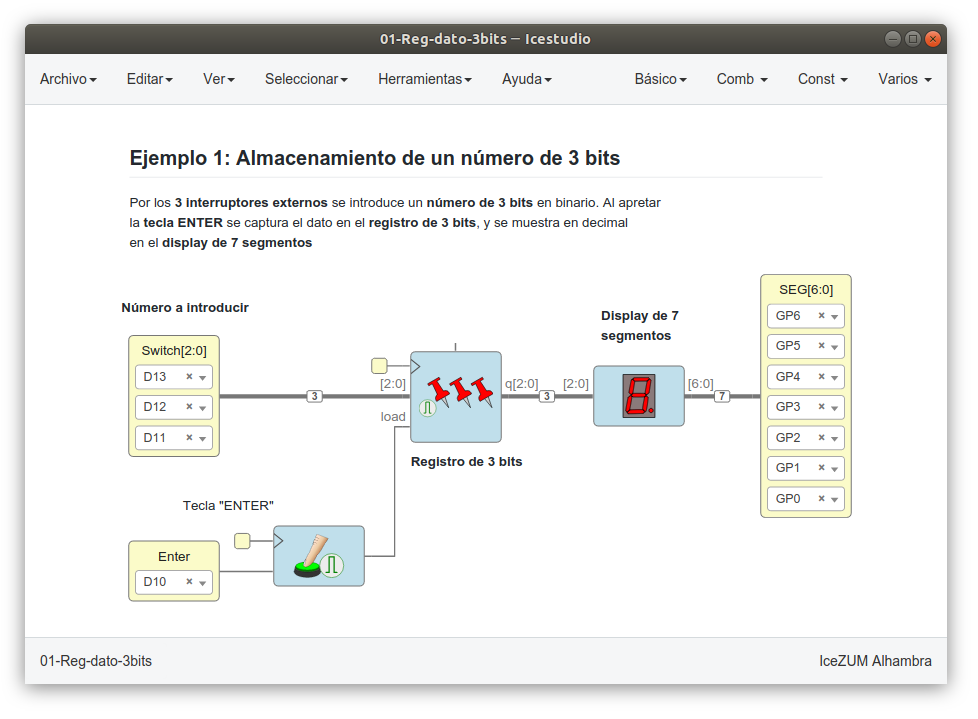 01-Reg-dato-3bits — Icestudio
Archivo Editar Ver Seleccionar Herramientas Ayuda Básico Comb Const Varios
Ejemplo 1: Almacenamiento de un número de 3 bits
Por los 3 interruptores externos se introduce un número de 3 bits en binario. Al apretar
la tecla ENTER se captura el dato en el registro de 3 bits, y se muestra en decimal
en el display de 7 segmentos
Número a introducir
Switch[2:0]
D13
D12
D11
3
[2:0]
load
q[2:0]
3
Registro de 3 bits
Display de 7
segmentos
[2:0]
[6:0]
7
SEG[6:0]
GP6
GP5
GP4
GP3
GP2
GP1
GP0
Tecla "ENTER"
Enter
D10
01-Reg-dato-3bits
IceZUM Alhambra